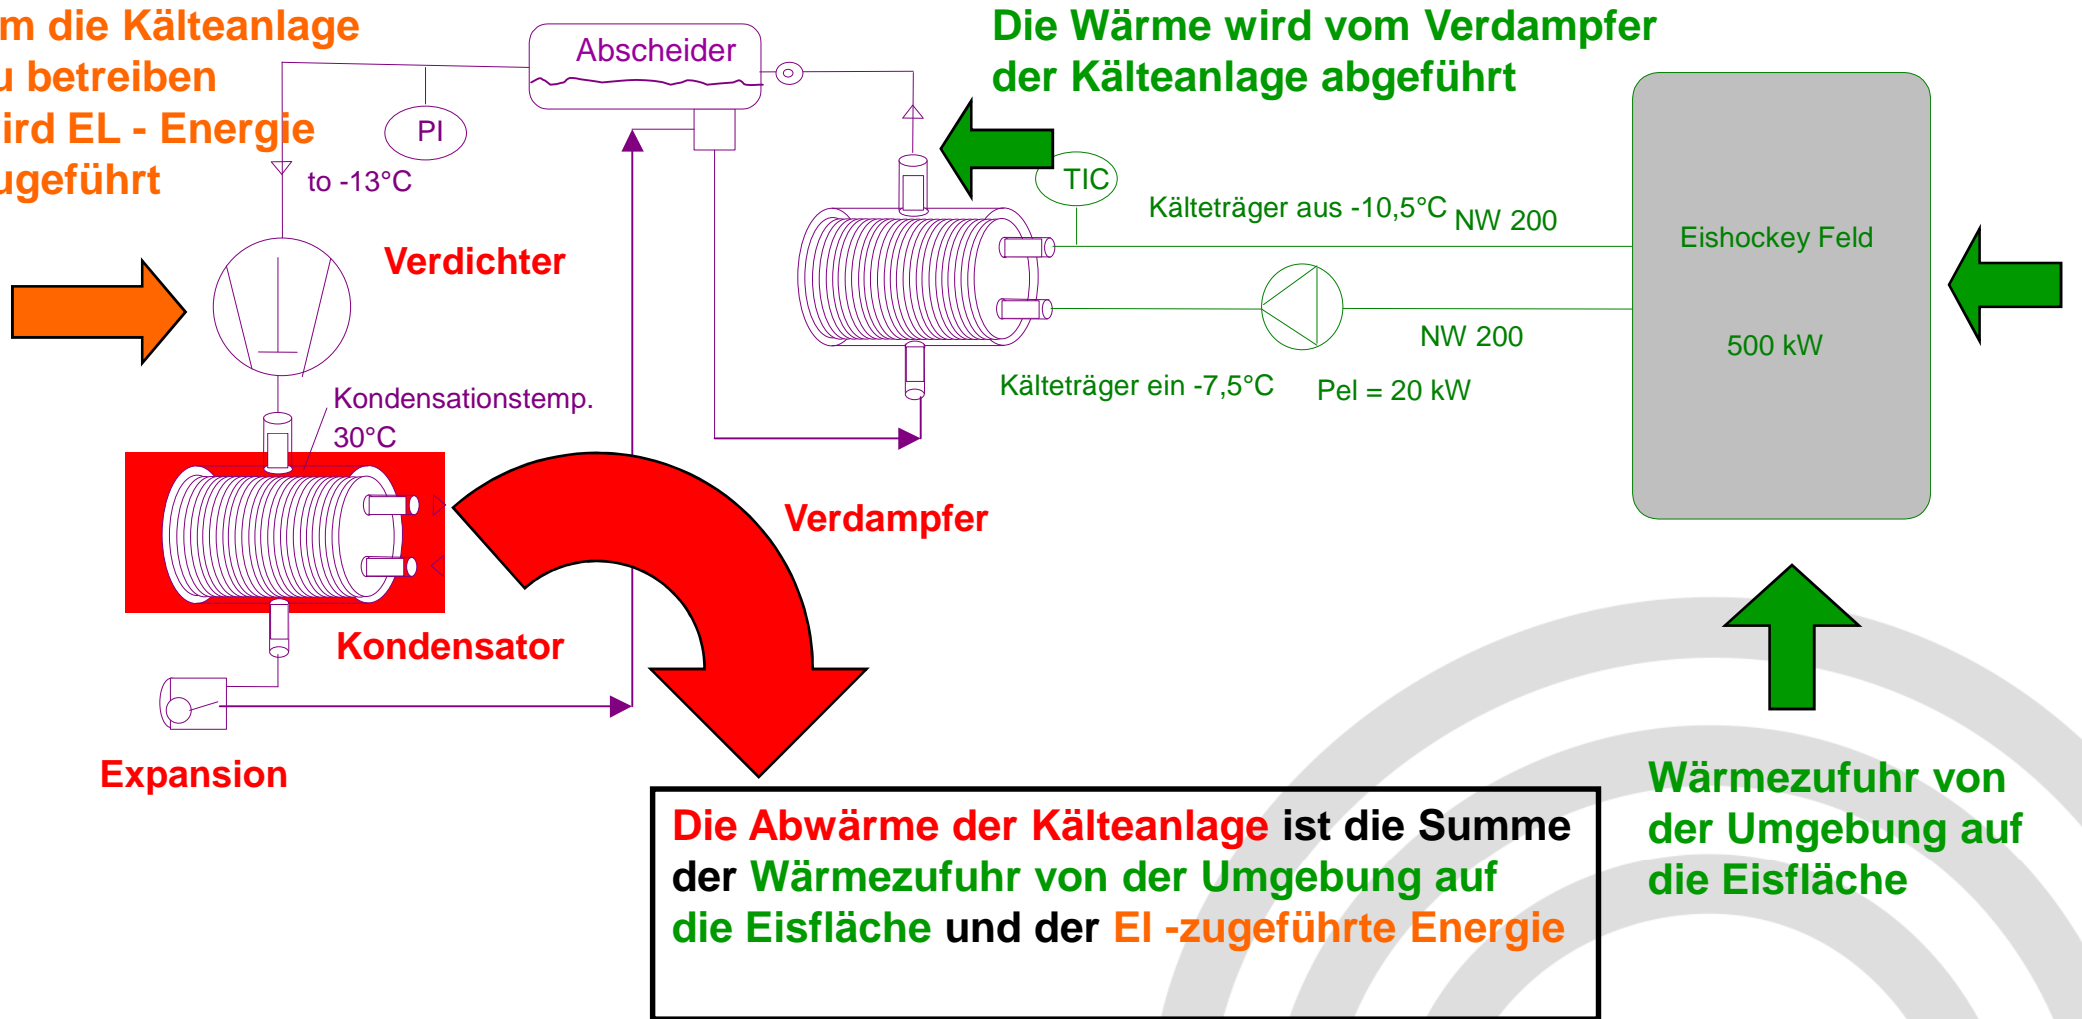 m die Kälteanlage
u betreiben
ird EL - Energie
ugeführt
Abscheider
Die Wärme wird vom Verdampfer
der Kälteanlage abgeführt
PI
to -13°C
TIC
Kälteträger aus -10,5°C
NW 200
Eishockey Feld
500 kW
Verdichter
NW 200
Kälteträger ein -7,5°C
Pel = 20 kW
Kondensationstemp.
30°C
Verdampfer
Kondensator
Expansion
Wärmezufuhr von
der Umgebung auf
die Eisfläche
Die Abwärme der Kälteanlage ist die Summe
der Wärmezufuhr von der Umgebung auf
die Eisfläche und der El -zugeführte Energie